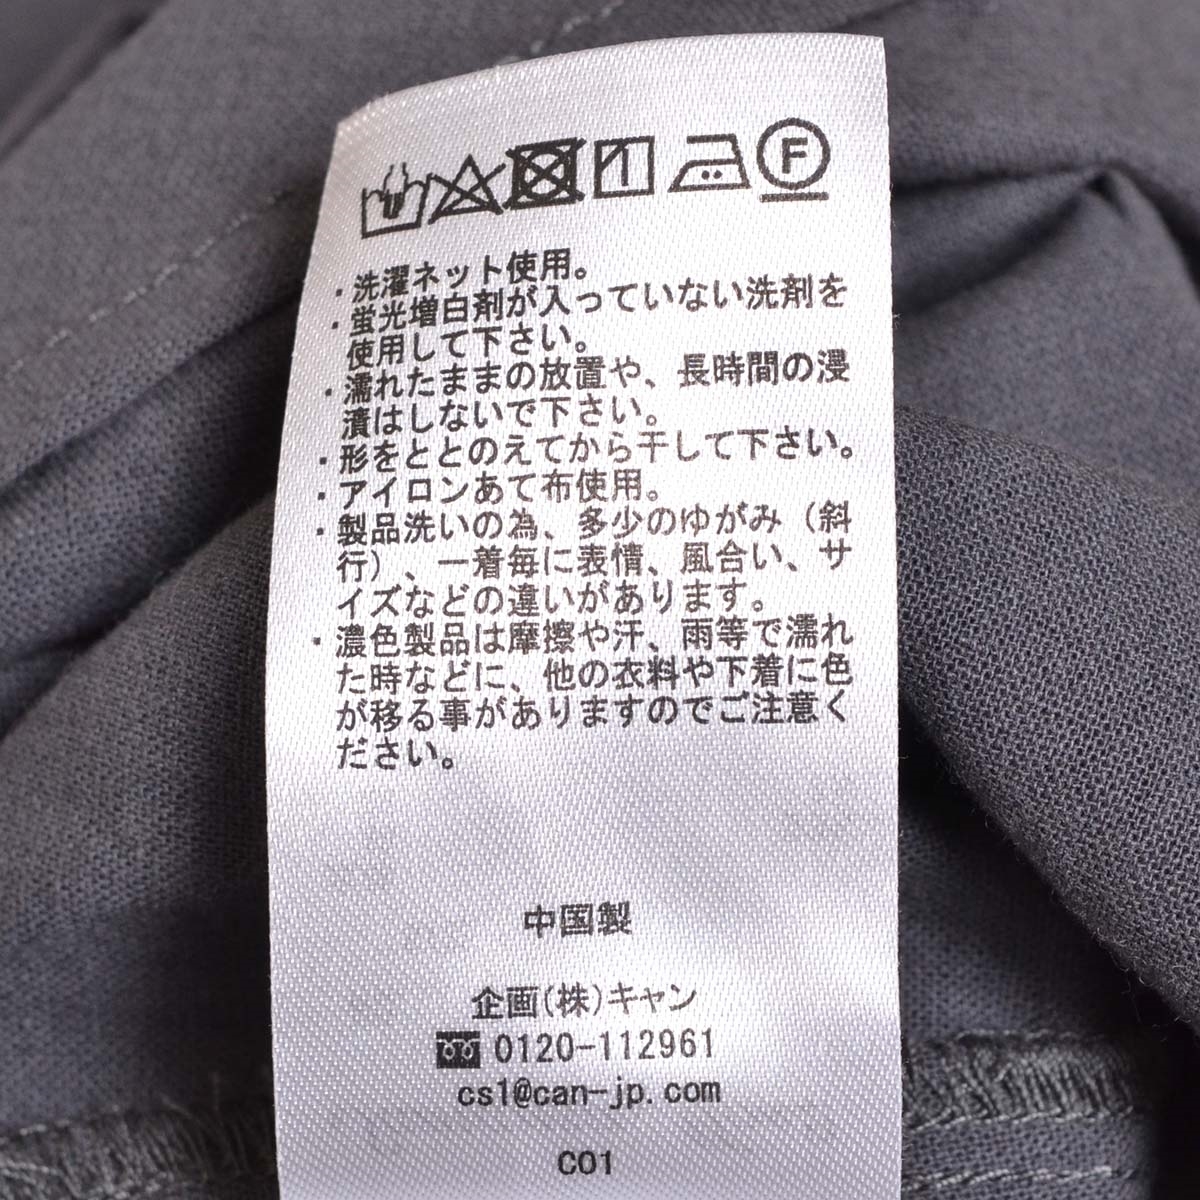 F
・洗濯ネット使用。
・蛍光増白剤が入っていない洗剤を
使用して下さい。
・濡れたままの放置や、長時間の浸
漬はしないで下さい。
・形をととのえてから干して下さい。
・アイロンあて布使用。
・製品洗いの為、多少のゆがみ（斜
行）、一着毎に表情、風合い、サ
イズなどの違いがあります。
・濃色製品は摩擦や汗、雨等で濡れ
た時などに、他の衣料や下着に色
が移る事がありますのでご注意く
ださい。
中国製
企画(株)キャン
0120-112961
cs1@can-jp.com
C01